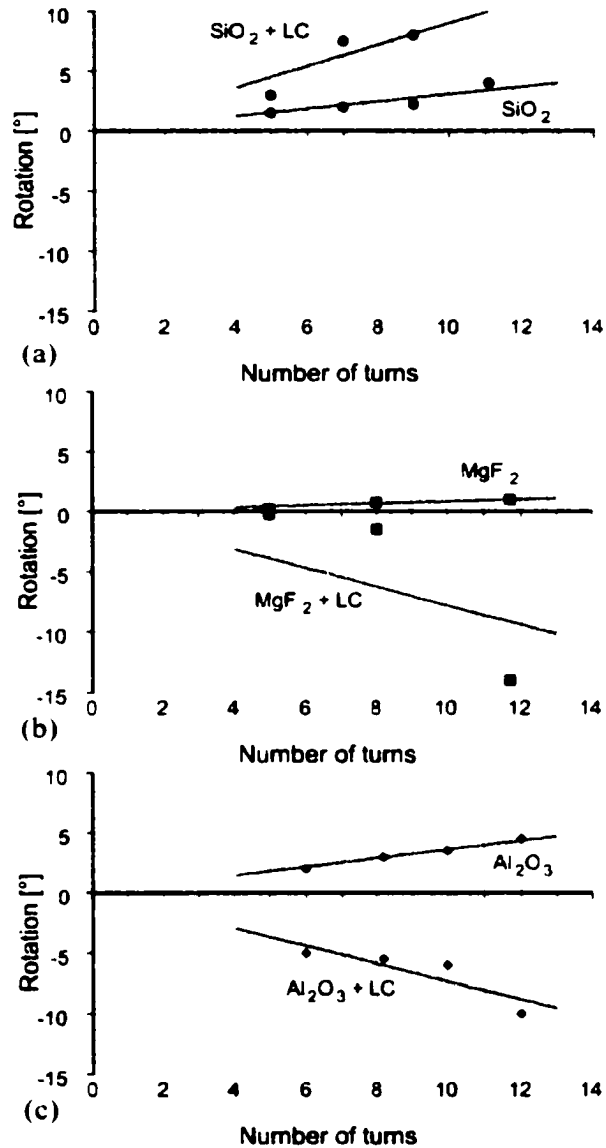 10
SiO2 + LC
5
SiO2
0
Rotation [°]
-5
-10
-15
0 2 4 6 8 10 12 14
(a)
Number of turns
10
MgF2
5
0
Rotation [°]
-5
MgF2 + LC
-10
-15
0 2 4 6 8 10 12 14
(b)
Number of turns
10
5
Al2O3
0
Rotation [°]
-5
Al2O3 + LC
-10
-15
0 2 4 6 8 10 12 14
(c)
Number of turns